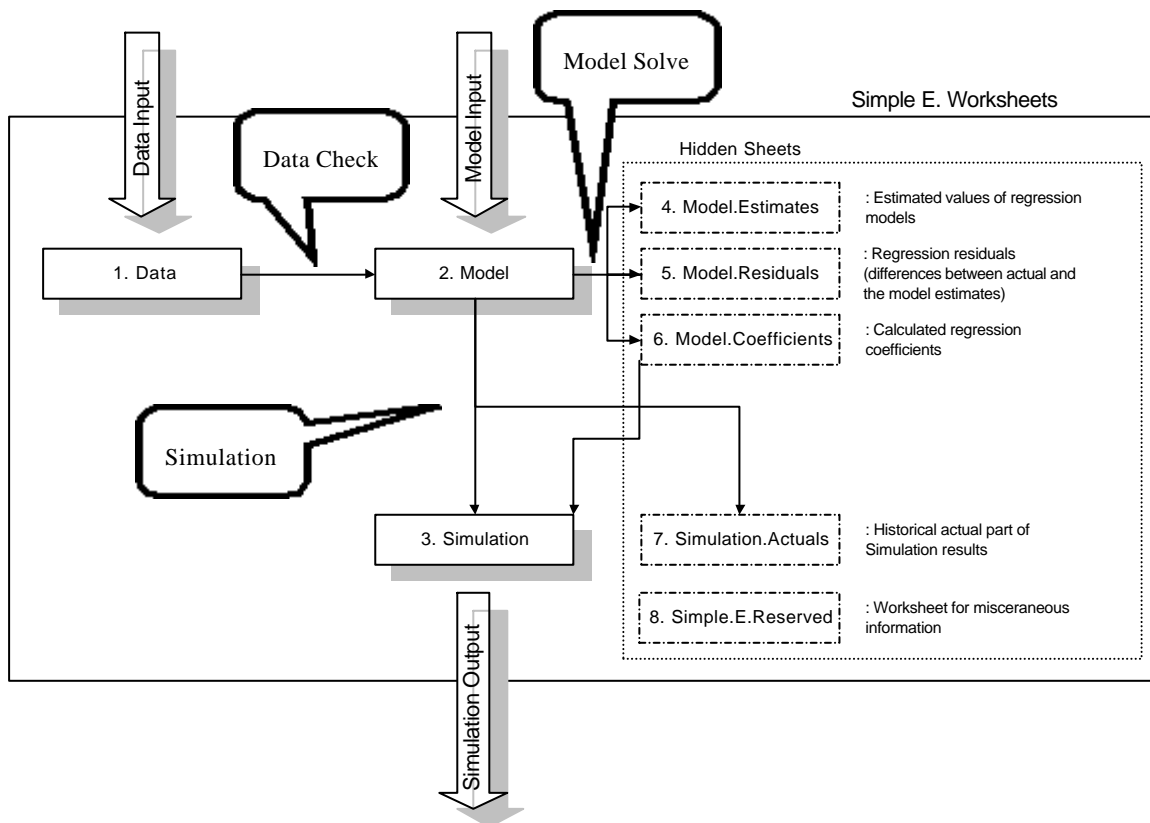 Data Input
Model Input
Model Solve
Simple E. Worksheets
Data Check
Hidden Sheets
1. Data
2. Model
4. Model.Estimates
: Estimated values of regression
models
5. Model.Residuals
: Regression residuals
(differences between actual and
the model estimates)
6. Model.Coefficients
: Calculated regression
coefficients
Simulation
3. Simulation
7. Simulation.Actuals
: Historical actual part of
Simulation results
8. Simple.E.Reserved
: Worksheet for misceraneous
information
Simulation Output